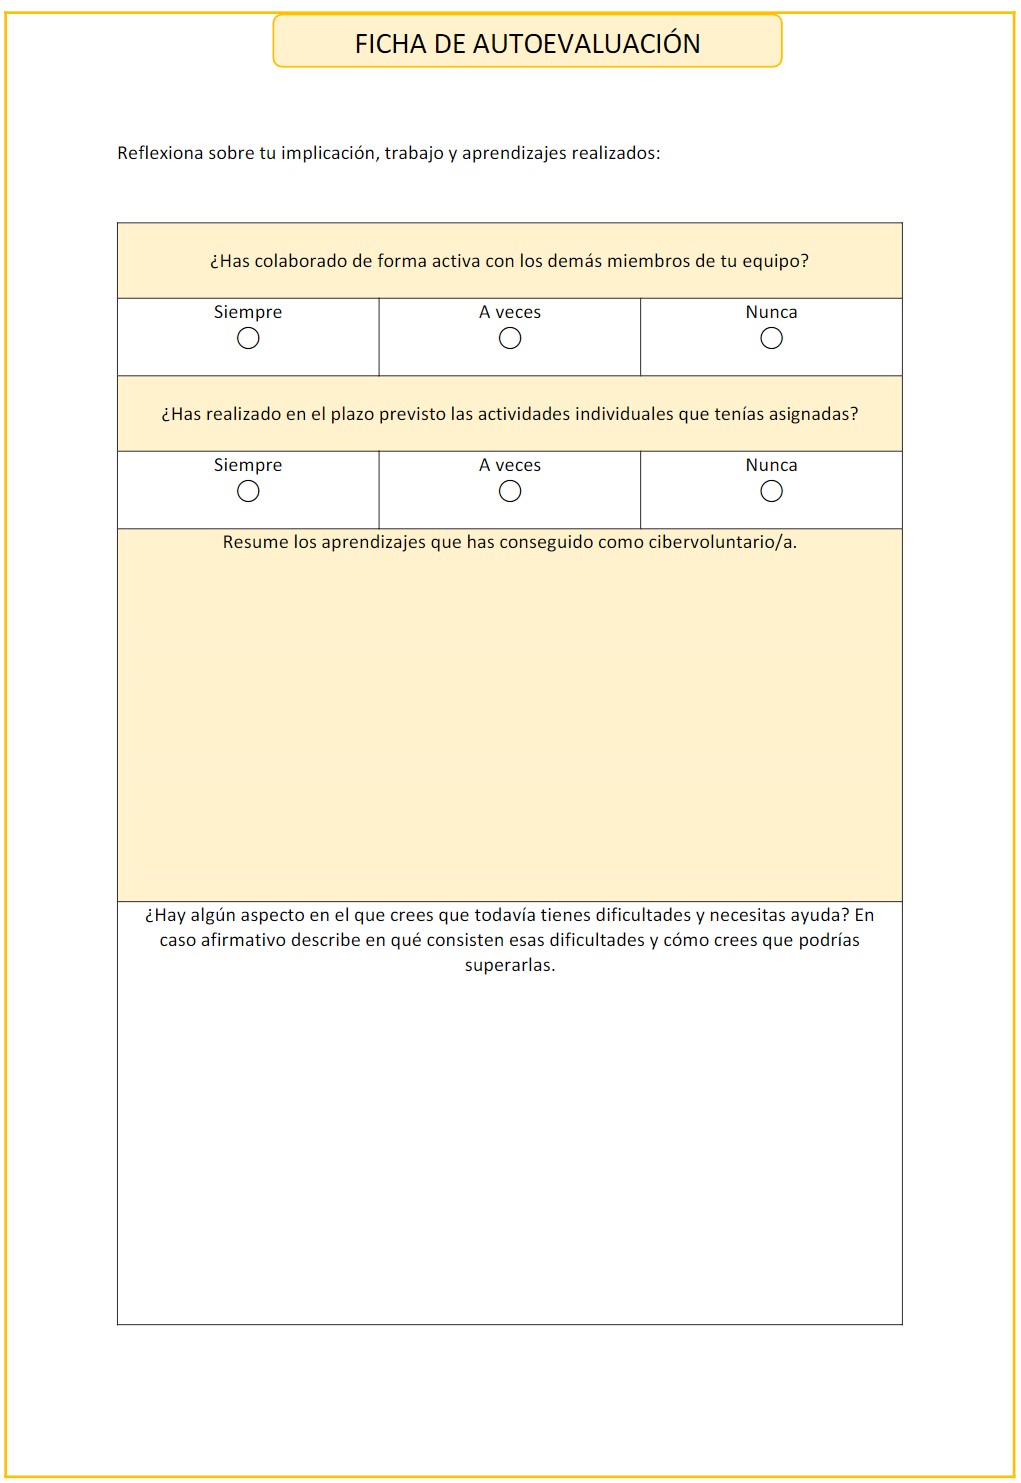 FICHA DE AUTOEVALUACIÓN
Reflexiona sobre tu implicación, trabajo y aprendizajes realizados:
¿Has colaborado de forma activa con los demás miembros de tu equipo?
Siempre
A veces
Nunca
¿Has realizado en el plazo previsto las actividades individuales que tenías asignadas?
Siempre
A veces
Nunca
Resume los aprendizajes que has conseguido como cibervoluntario/a.
¿Hay algún aspecto en el que crees que todavía tienes dificultades y necesitas ayuda? En
caso afirmativo describe en qué consisten esas dificultades y cómo crees que podrías
superarlas.